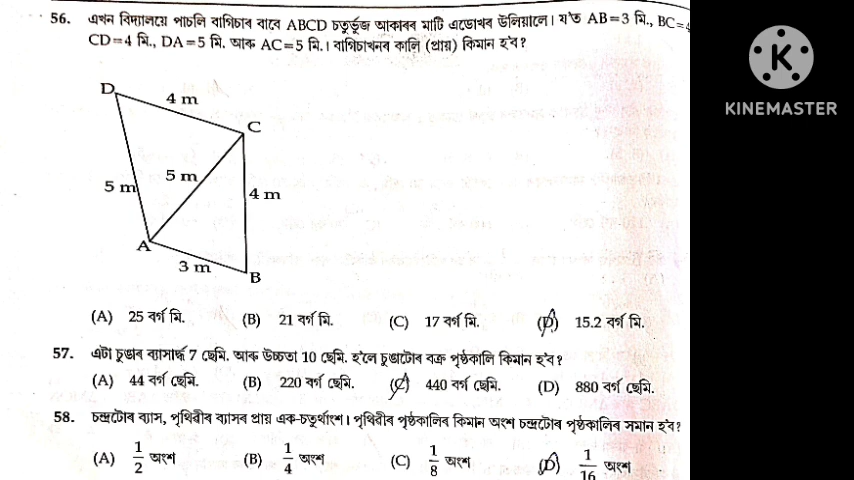 56. এখন বিদ্যালয়ে পাচলি বাগিচাৰ বাবে ABCD চতুৰ্ভুজ আকাৰৰ মাটি এডোখৰ উলিয়ালে। য'ত AB=3 মি., BC=4
CD=4 মি., DA=5 মি. আৰু AC=5 মি.। বাগিচাখনৰ কালি (প্ৰায়) কিমান হ'ব?
D
4 m
C
5 m
5 m
4 m
A
3 m
B
(A) 25 বৰ্গ মি. (B) 21 বৰ্গ মি. (C) 17 বৰ্গ মি. (D) 15.2 বৰ্গ মি.
57. এটা চুঙাৰ ব্যাসাৰ্দ্ধ 7 ছেমি. আৰু উচ্চতা 10 ছেমি. হ'লে চুঙাটোৰ বক্ৰ পৃষ্ঠকালি কিমান হ'ব?
(A) 44 বৰ্গ ছেমি. (B) 220 বৰ্গ ছেমি. (C) 440 বৰ্গ ছেমি. (D) 880 বৰ্গ ছেমি.
58. চন্দ্ৰটোৰ ব্যাস, পৃথিৱীৰ ব্যাসৰ প্ৰায় এক-চতুৰ্থাংশ। পৃথিৱীৰ পৃষ্ঠকালিৰ কিমান অংশ চন্দ্ৰটোৰ পৃষ্ঠকালিৰ সমান হ'ব?
(A) 1/2 অংশ (B) 1/4 অংশ (C) 1/8 অংশ (D) 1/16 অংশ
KINEMASTER